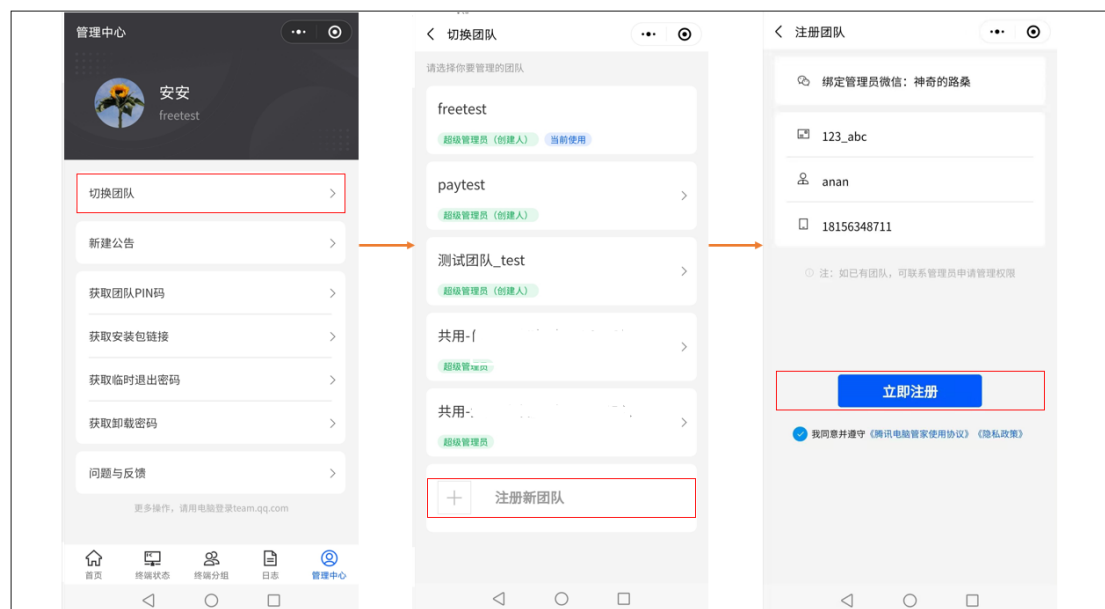 管理中心
安安
freetest
切换团队
新建公告
获取团队PIN码
获取安装包链接
获取临时退出密码
获取卸载密码
问题与反馈
更多操作，请用电脑登录team.qq.com
首页
终端状态
终端分组
日志
管理中心
切换团队
请选择你要管理的团队
freetest
超级管理员（创建人） 当前使用
paytest
超级管理员（创建人）
测试团队_test
超级管理员（创建人）
共用-
超级管理员
共用-
超级管理员
注册新团队
注册团队
绑定管理员微信：神奇的路桑
123_abc
anan
18156348711
注：如已有团队，可联系管理员申请管理权限
立即注册
我同意并遵守《腾讯电脑管家使用协议》《隐私政策》